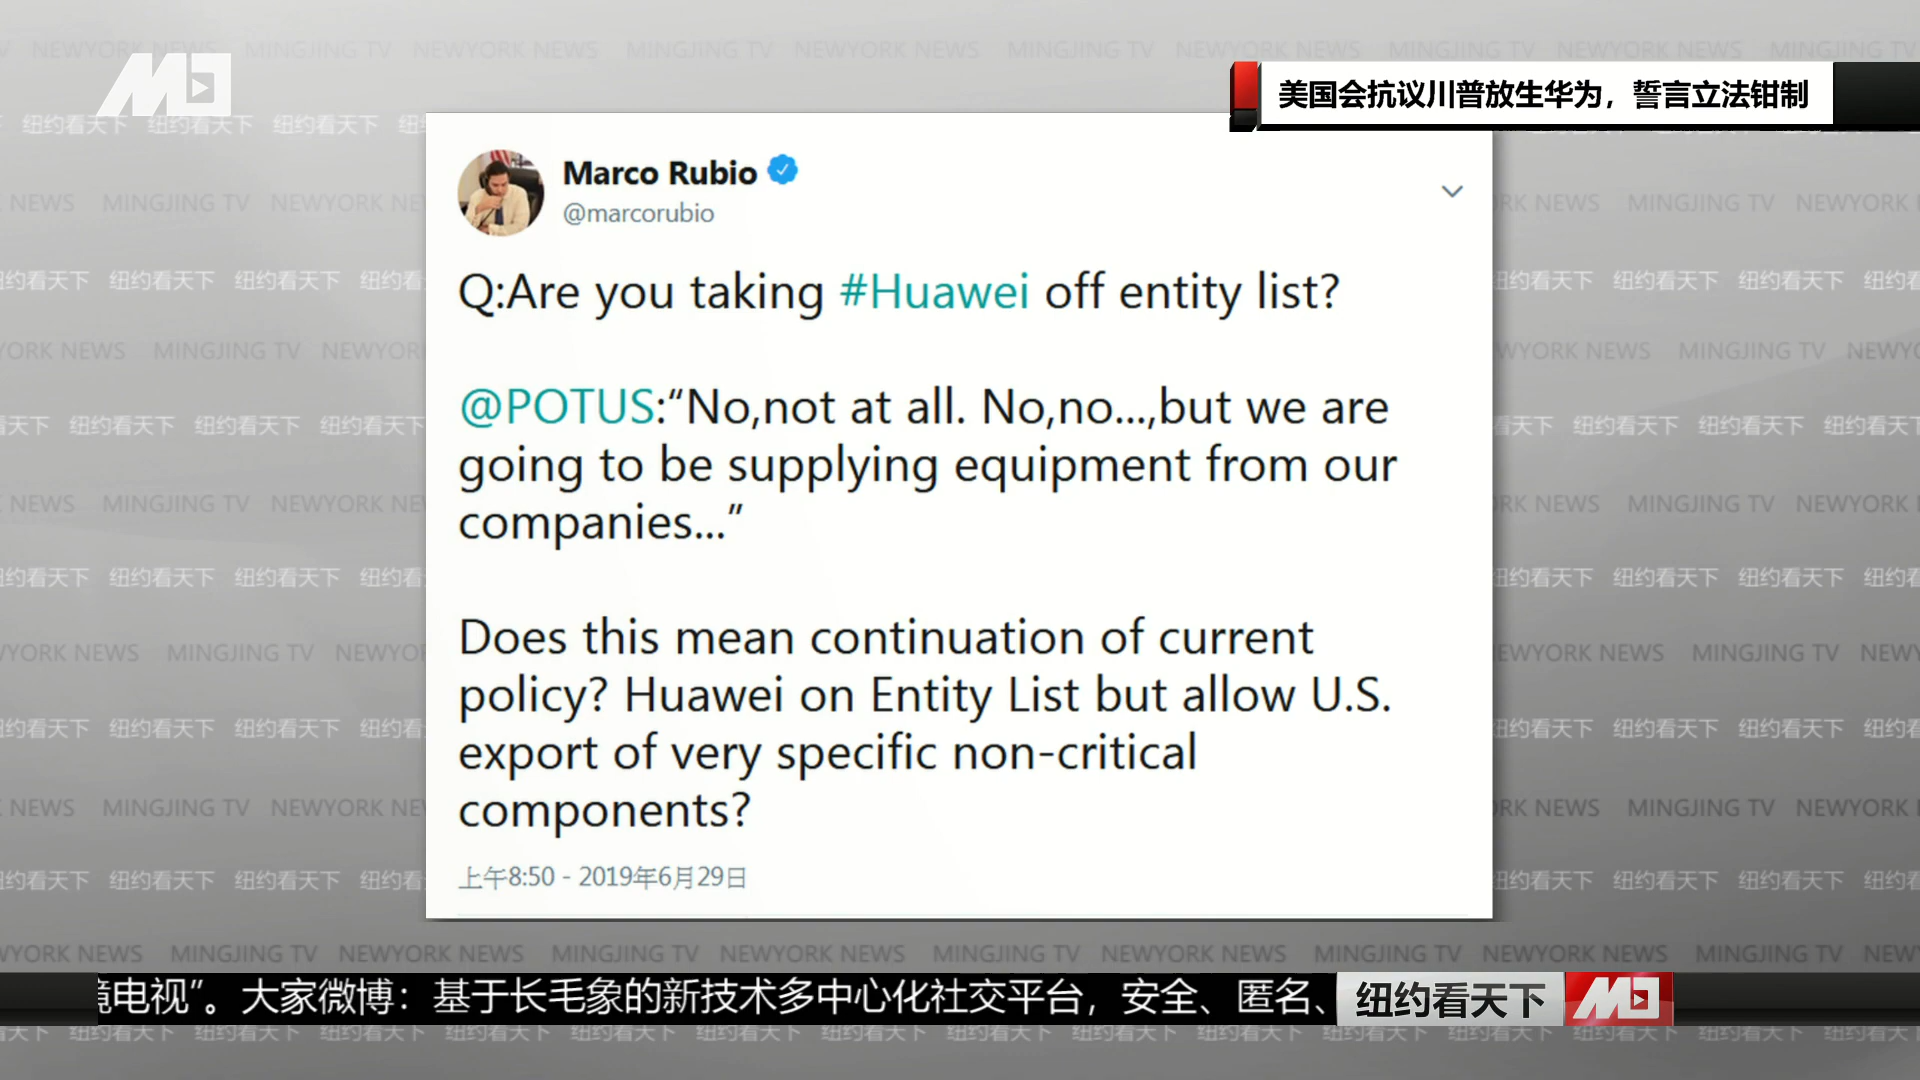 美国会抗议川普放生华为，誓言立法钳制
Marco Rubio
@marcorubio
Q:Are you taking #Huawei off entity list?
@POTUS:“No,not at all. No,no...,but we are
going to be supplying equipment from our
companies...”
Does this mean continuation of current
policy? Huawei on Entity List but allow U.S.
export of very specific non-critical
components?
上午8:50 - 2019年6月29日
电视”。大家微博：基于长毛象的新技术多中心化社交平台，安全、匿名、
纽约看天下
NEWYORK NEWS MINGJING TV